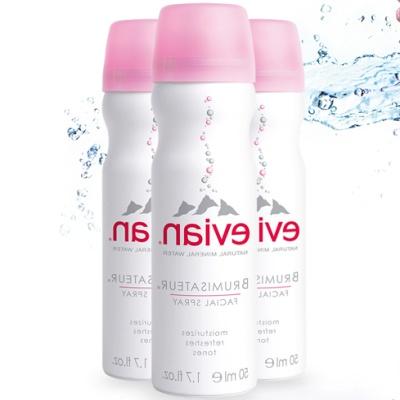 evian®
NATURAL MINERAL WATER
BRUMISATEUR®
FACIAL SPRAY
moisturizes
refreshes
tones
50 ml e 1.7 fl.oz.